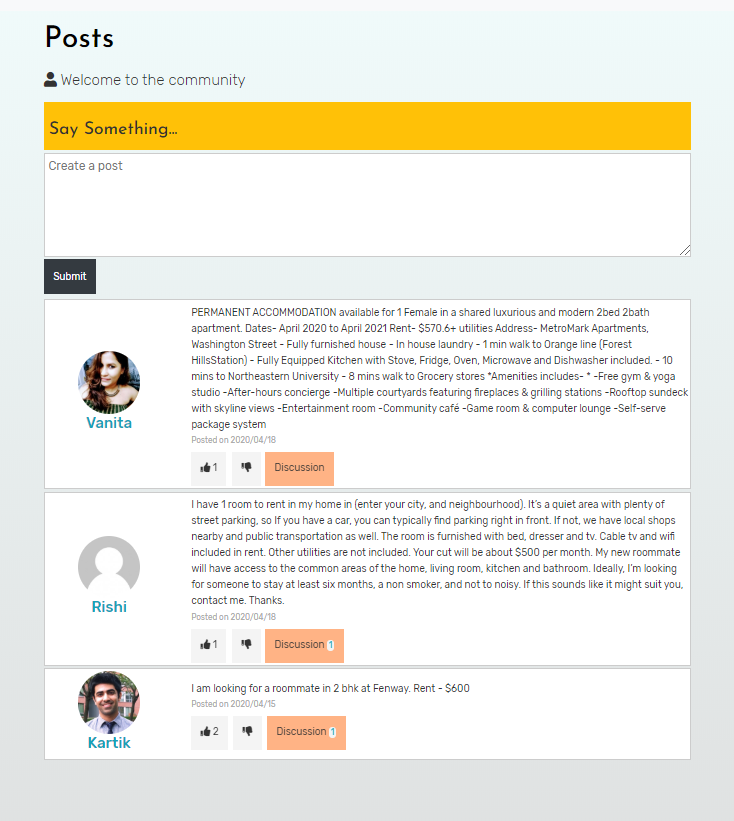 Posts
Welcome to the community
Say Something...
Create a post
Submit
PERMANENT ACCOMMODATION available for 1 Female in a shared luxurious and modern 2bed 2bath
apartment. Dates- April 2020 to April 2021 Rent- $570.6+ utilities Address- MetroMark Apartments,
Washington Street - Fully furnished house - In house laundry - 1 min walk to Orange line (Forest
HillsStation) - Fully Equipped Kitchen with Stove, Fridge, Oven, Microwave and Dishwasher included. - 10
mins to Northeastern University - 8 mins walk to Grocery stores *Amenities includes- * -Free gym & yoga
studio -After-hours concierge -Multiple courtyards featuring fireplaces & grilling stations -Rooftop sundeck
with skyline views -Entertainment room -Community café -Game room & computer lounge -Self-serve
package system
Vanita
Posted on 2020/04/18
1
Discussion
I have 1 room to rent in my home in (enter your city, and neighbourhood). It's a quiet area with plenty of
street parking, so If you have a car, you can typically find parking right in front. If not, we have local shops
nearby and public transportation as well. The room is furnished with bed, dresser and tv. Cable tv and wifi
included in rent. Other utilities are not included. Your cut will be about $500 per month. My new roommate
will have access to the common areas of the home, living room, kitchen and bathroom. Ideally, I'm looking
for someone to stay at least six months, a non smoker, and not to noisy. If this sounds like it might suit you,
contact me. Thanks.
Rishi
Posted on 2020/04/18
1
Discussion 1
I am looking for a roommate in 2 bhk at Fenway. Rent - $600
Posted on 2020/04/15
Kartik
2
Discussion 1